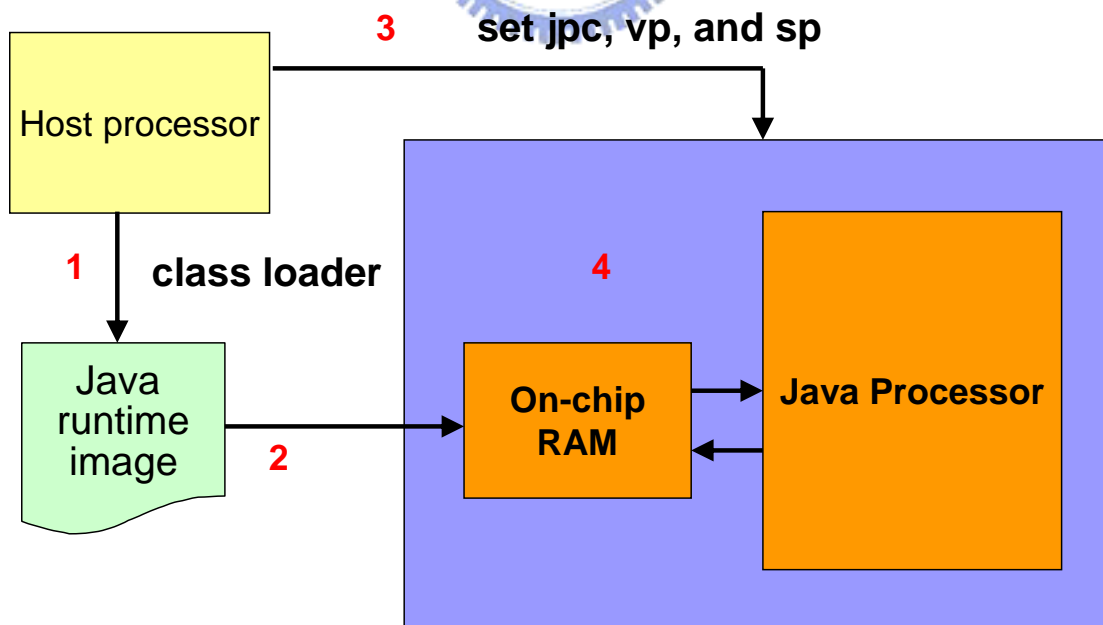 3 set jpc, vp, and sp
Host processor
1 class loader
4
Java
runtime
image
2
On-chip
RAM
Java Processor